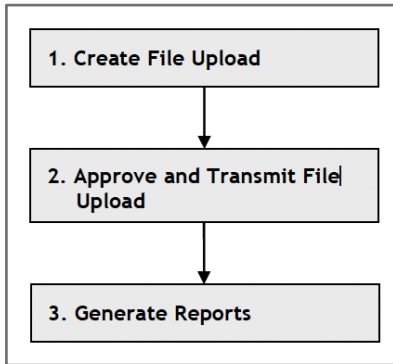 1. Create File Upload
2. Approve and Transmit File
Upload
3. Generate Reports